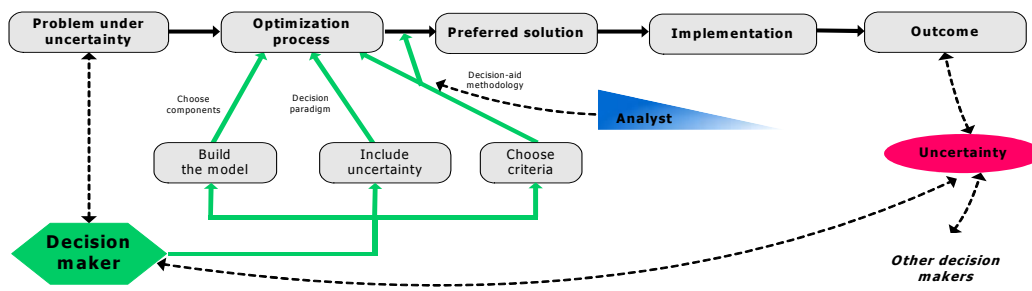 Problem under
uncertainty
Optimization
process
Preferred solution
Implementation
Outcome
Choose
components
Decision
paradigm
Decision-aid
methodology
Analyst
Build
the model
Include
uncertainty
Choose
criteria
Uncertainty
Decision
maker
Other decision
makers